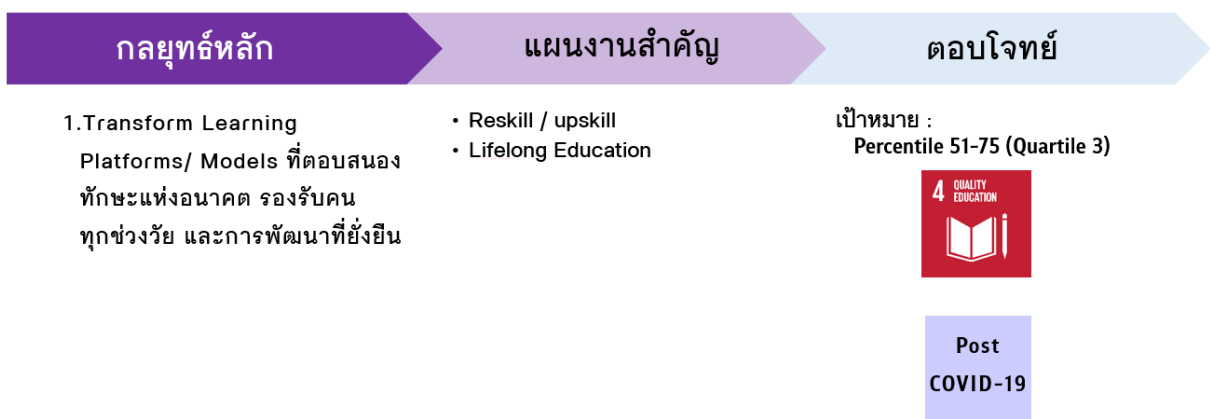 กลยุทธ์หลัก
แผนงานสำคัญ
ตอบโจทย์
1.Transform Learning
Platforms/ Models ที่ตอบสนอง
ทักษะแห่งอนาคต รองรับคน
ทุกช่วงวัย และการพัฒนาที่ยั่งยืน
• Reskill / upskill
• Lifelong Education
เป้าหมาย :
Percentile 51-75 (Quartile 3)
4 QUALITY
EDUCATION
Post
COVID-19